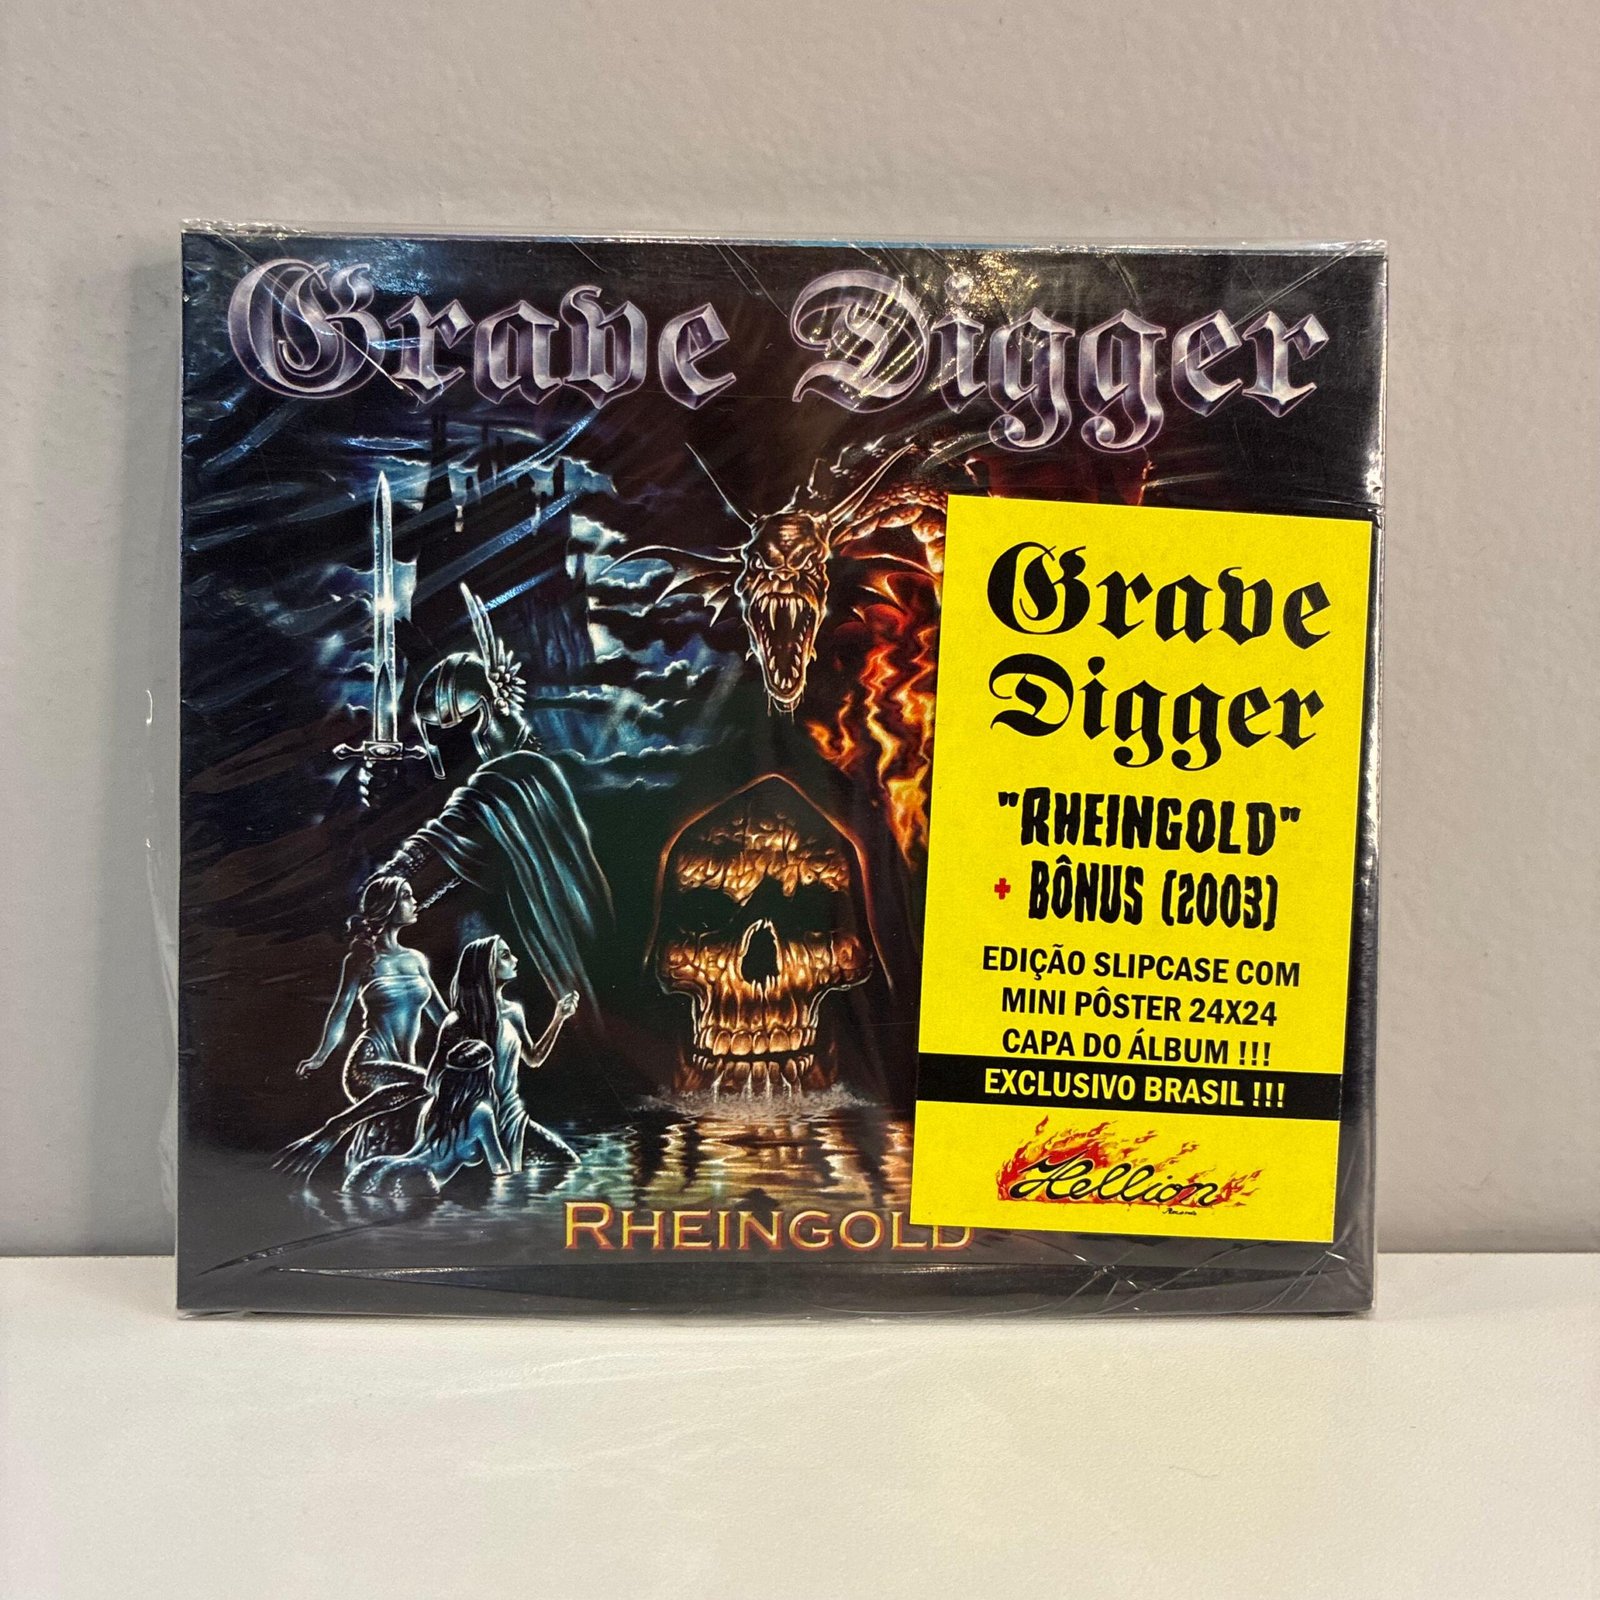 Grave Digger
Grave
Digger
"RHEINGOLD"
+ BÔNUS (2003)
EDIÇÃO SLIPCASE COM
MINI PÔSTER 24X24
CAPA DO ÁLBUM !!!
EXCLUSIVO BRASIL !!!
Hellion
Records
RHEINGOLD